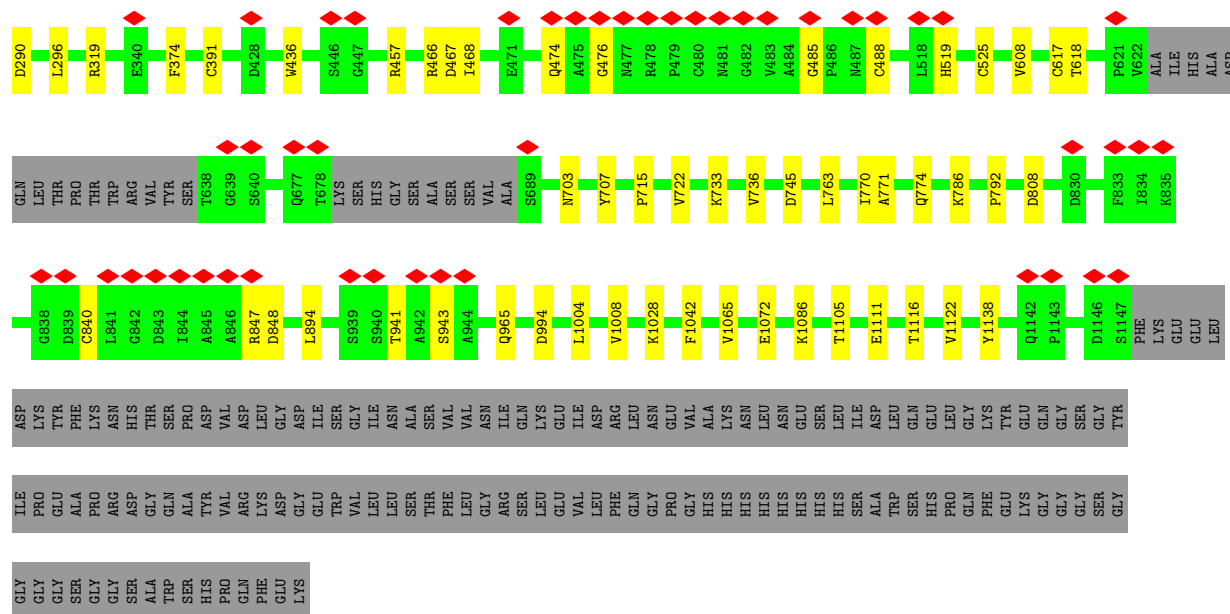 D290 L296 R319 E340 F374 C391 D428 W436 S446 G447 R457 R466 D467 I468 E471 Q474 A475 G476 N477 R478 P479 C480 N481 G482 V483 A484 G485 P486 N487 C488 L518 H519 C525 V608 C617 T618 P621 V622 ALA ILE HIS ALA ASP
GLN LEU THR PRO THR TRP ARG VAL TYR SER T638 G639 S640 Q677 T678 LYS SER HIS GLY SER ALA SER SER VAL ALA S689 N703 Y707 P715 V722 K733 V736 D745 L763 I770 A771 Q774 K786 P792 D808 D830 F833 I834 K835
G838 D839 C840 L841 G842 D843 I844 A845 A846 R847 D848 L894 S939 S940 T941 A942 S943 A944 Q965 D994 L1004 V1008 K1028 F1042 V1065 E1072 K1086 T1105 E1111 T1116 V1122 Y1138 Q1142 P1143 D1146 S1147 PHE LYS GLU GLU LEU
ASP LYS TYR PHE LYS ASN HIS THR SER PRO ASP VAL ASP LEU GLY ASP ILE SER GLY ILE ASN ALA SER VAL VAL ASN ILE GLN LYS GLU ILE ASP ARG LEU ASN GLU VAL ALA LYS ASN LEU ASN GLU SER LEU ILE ASP LEU GLN GLU LEU GLY LYS TYR GLU GLN GLY SER GLY TYR
ILE PRO GLU ALA PRO ARG ASP GLY GLN ALA TYR VAL ARG LYS ASP GLY GLU TRP VAL LEU LEU SER THR PHE LEU GLY ARG SER LEU GLU VAL LEU PHE GLN GLY PRO GLY HIS HIS HIS HIS HIS HIS HIS HIS SER ALA TRP SER HIS PRO GLN PHE GLU LYS GLY GLY GLY SER GLY
GLY GLY GLY SER GLY GLY SER ALA TRP SER HIS PRO GLN PHE GLU LYS